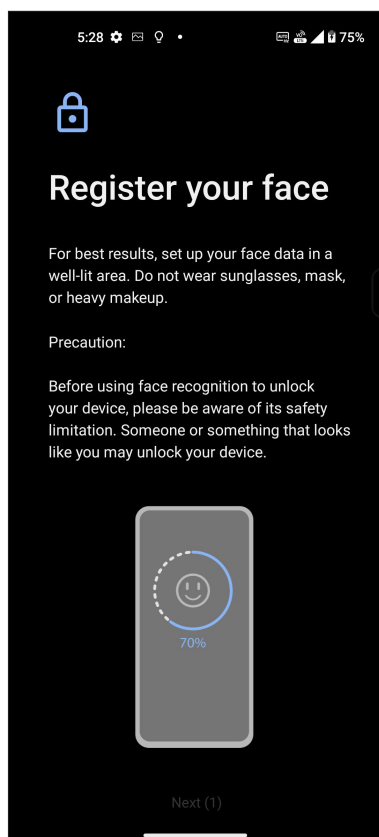 5:28
75%
Register your face
For best results, set up your face data in a
well-lit area. Do not wear sunglasses, mask,
or heavy makeup.
Precaution:
Before using face recognition to unlock
your device, please be aware of its safety
limitation. Someone or something that looks
like you may unlock your device.
70%
Next (1)